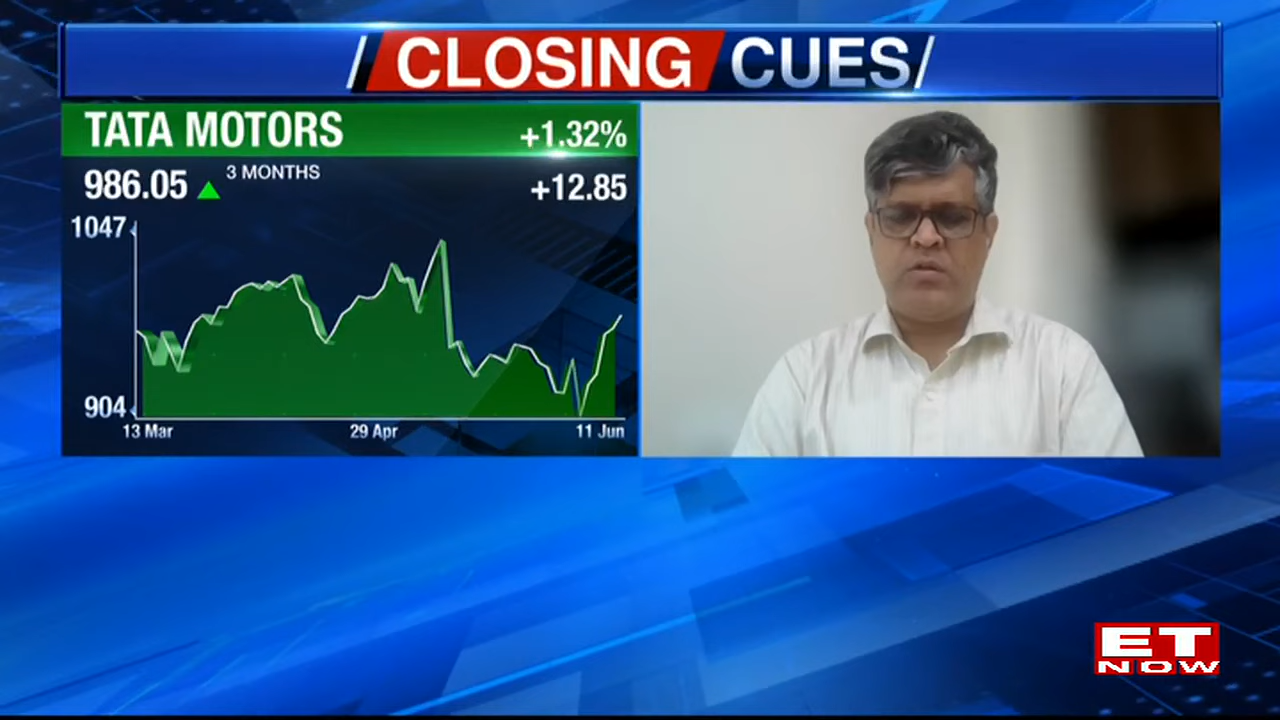 /CLOSING CUES/
TATA MOTORS +1.32%
986.05 3 MONTHS +12.85
1047
904
13 Mar 29 Apr 11 Jun
ET
NOW